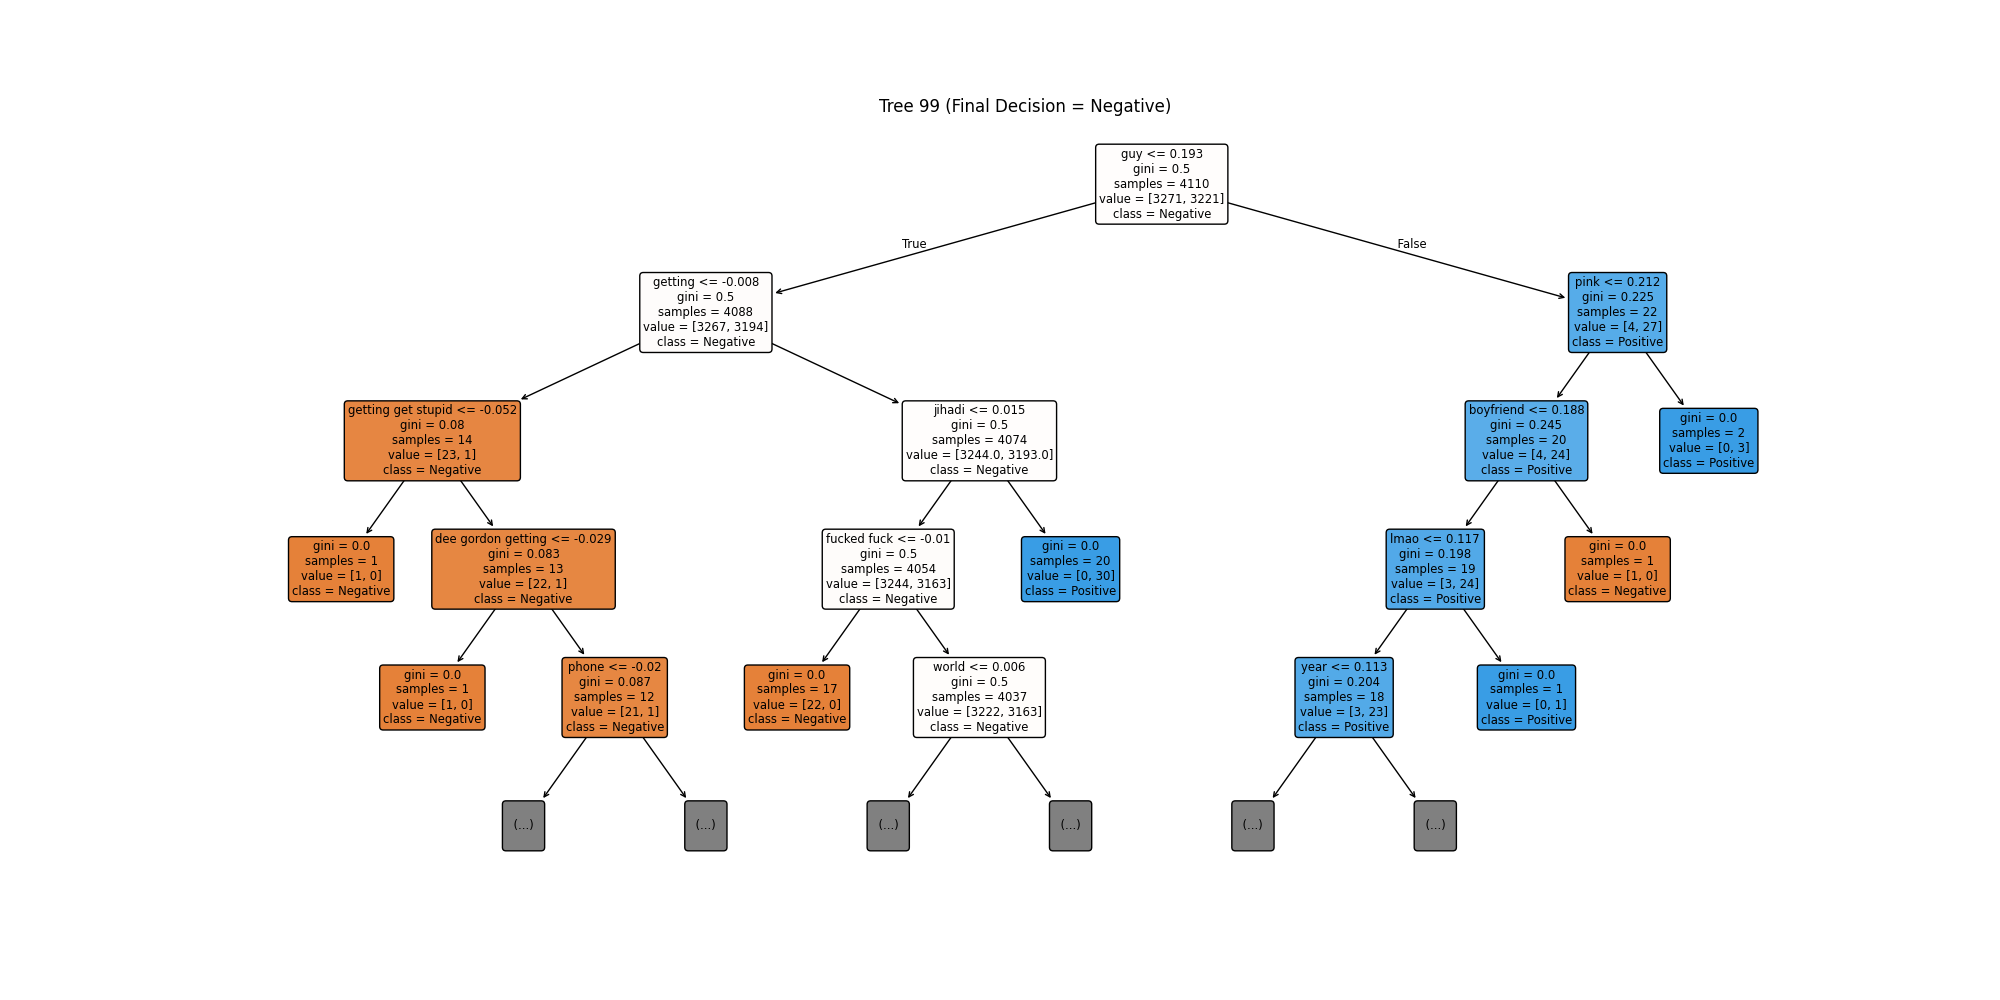 Tree 99 (Final Decision = Negative)
guy <= 0.193
gini = 0.5
samples = 4110
value = [3271, 3221]
class = Negative
True
False
getting <= -0.008
gini = 0.5
samples = 4088
value = [3267, 3194]
class = Negative
pink <= 0.212
gini = 0.225
samples = 22
value = [4, 27]
class = Positive
getting get stupid <= -0.052
gini = 0.08
samples = 14
value = [23, 1]
class = Negative
jihadi <= 0.015
gini = 0.5
samples = 4074
value = [3244.0, 3193.0]
class = Negative
boyfriend <= 0.188
gini = 0.245
samples = 20
value = [4, 24]
class = Positive
gini = 0.0
samples = 2
value = [0, 3]
class = Positive
gini = 0.0
samples = 1
value = [1, 0]
class = Negative
dee gordon getting <= -0.029
gini = 0.083
samples = 13
value = [22, 1]
class = Negative
fucked fuck <= -0.01
gini = 0.5
samples = 4054
value = [3244, 3163]
class = Negative
gini = 0.0
samples = 20
value = [0, 30]
class = Positive
lmao <= 0.117
gini = 0.198
samples = 19
value = [3, 24]
class = Positive
gini = 0.0
samples = 1
value = [1, 0]
class = Negative
gini = 0.0
samples = 1
value = [1, 0]
class = Negative
phone <= -0.02
gini = 0.087
samples = 12
value = [21, 1]
class = Negative
gini = 0.0
samples = 17
value = [22, 0]
class = Negative
world <= 0.006
gini = 0.5
samples = 4037
value = [3222, 3163]
class = Negative
year <= 0.113
gini = 0.204
samples = 18
value = [3, 23]
class = Positive
gini = 0.0
samples = 1
value = [0, 1]
class = Positive
(...)
(...)
(...)
(...)
(...)
(...)